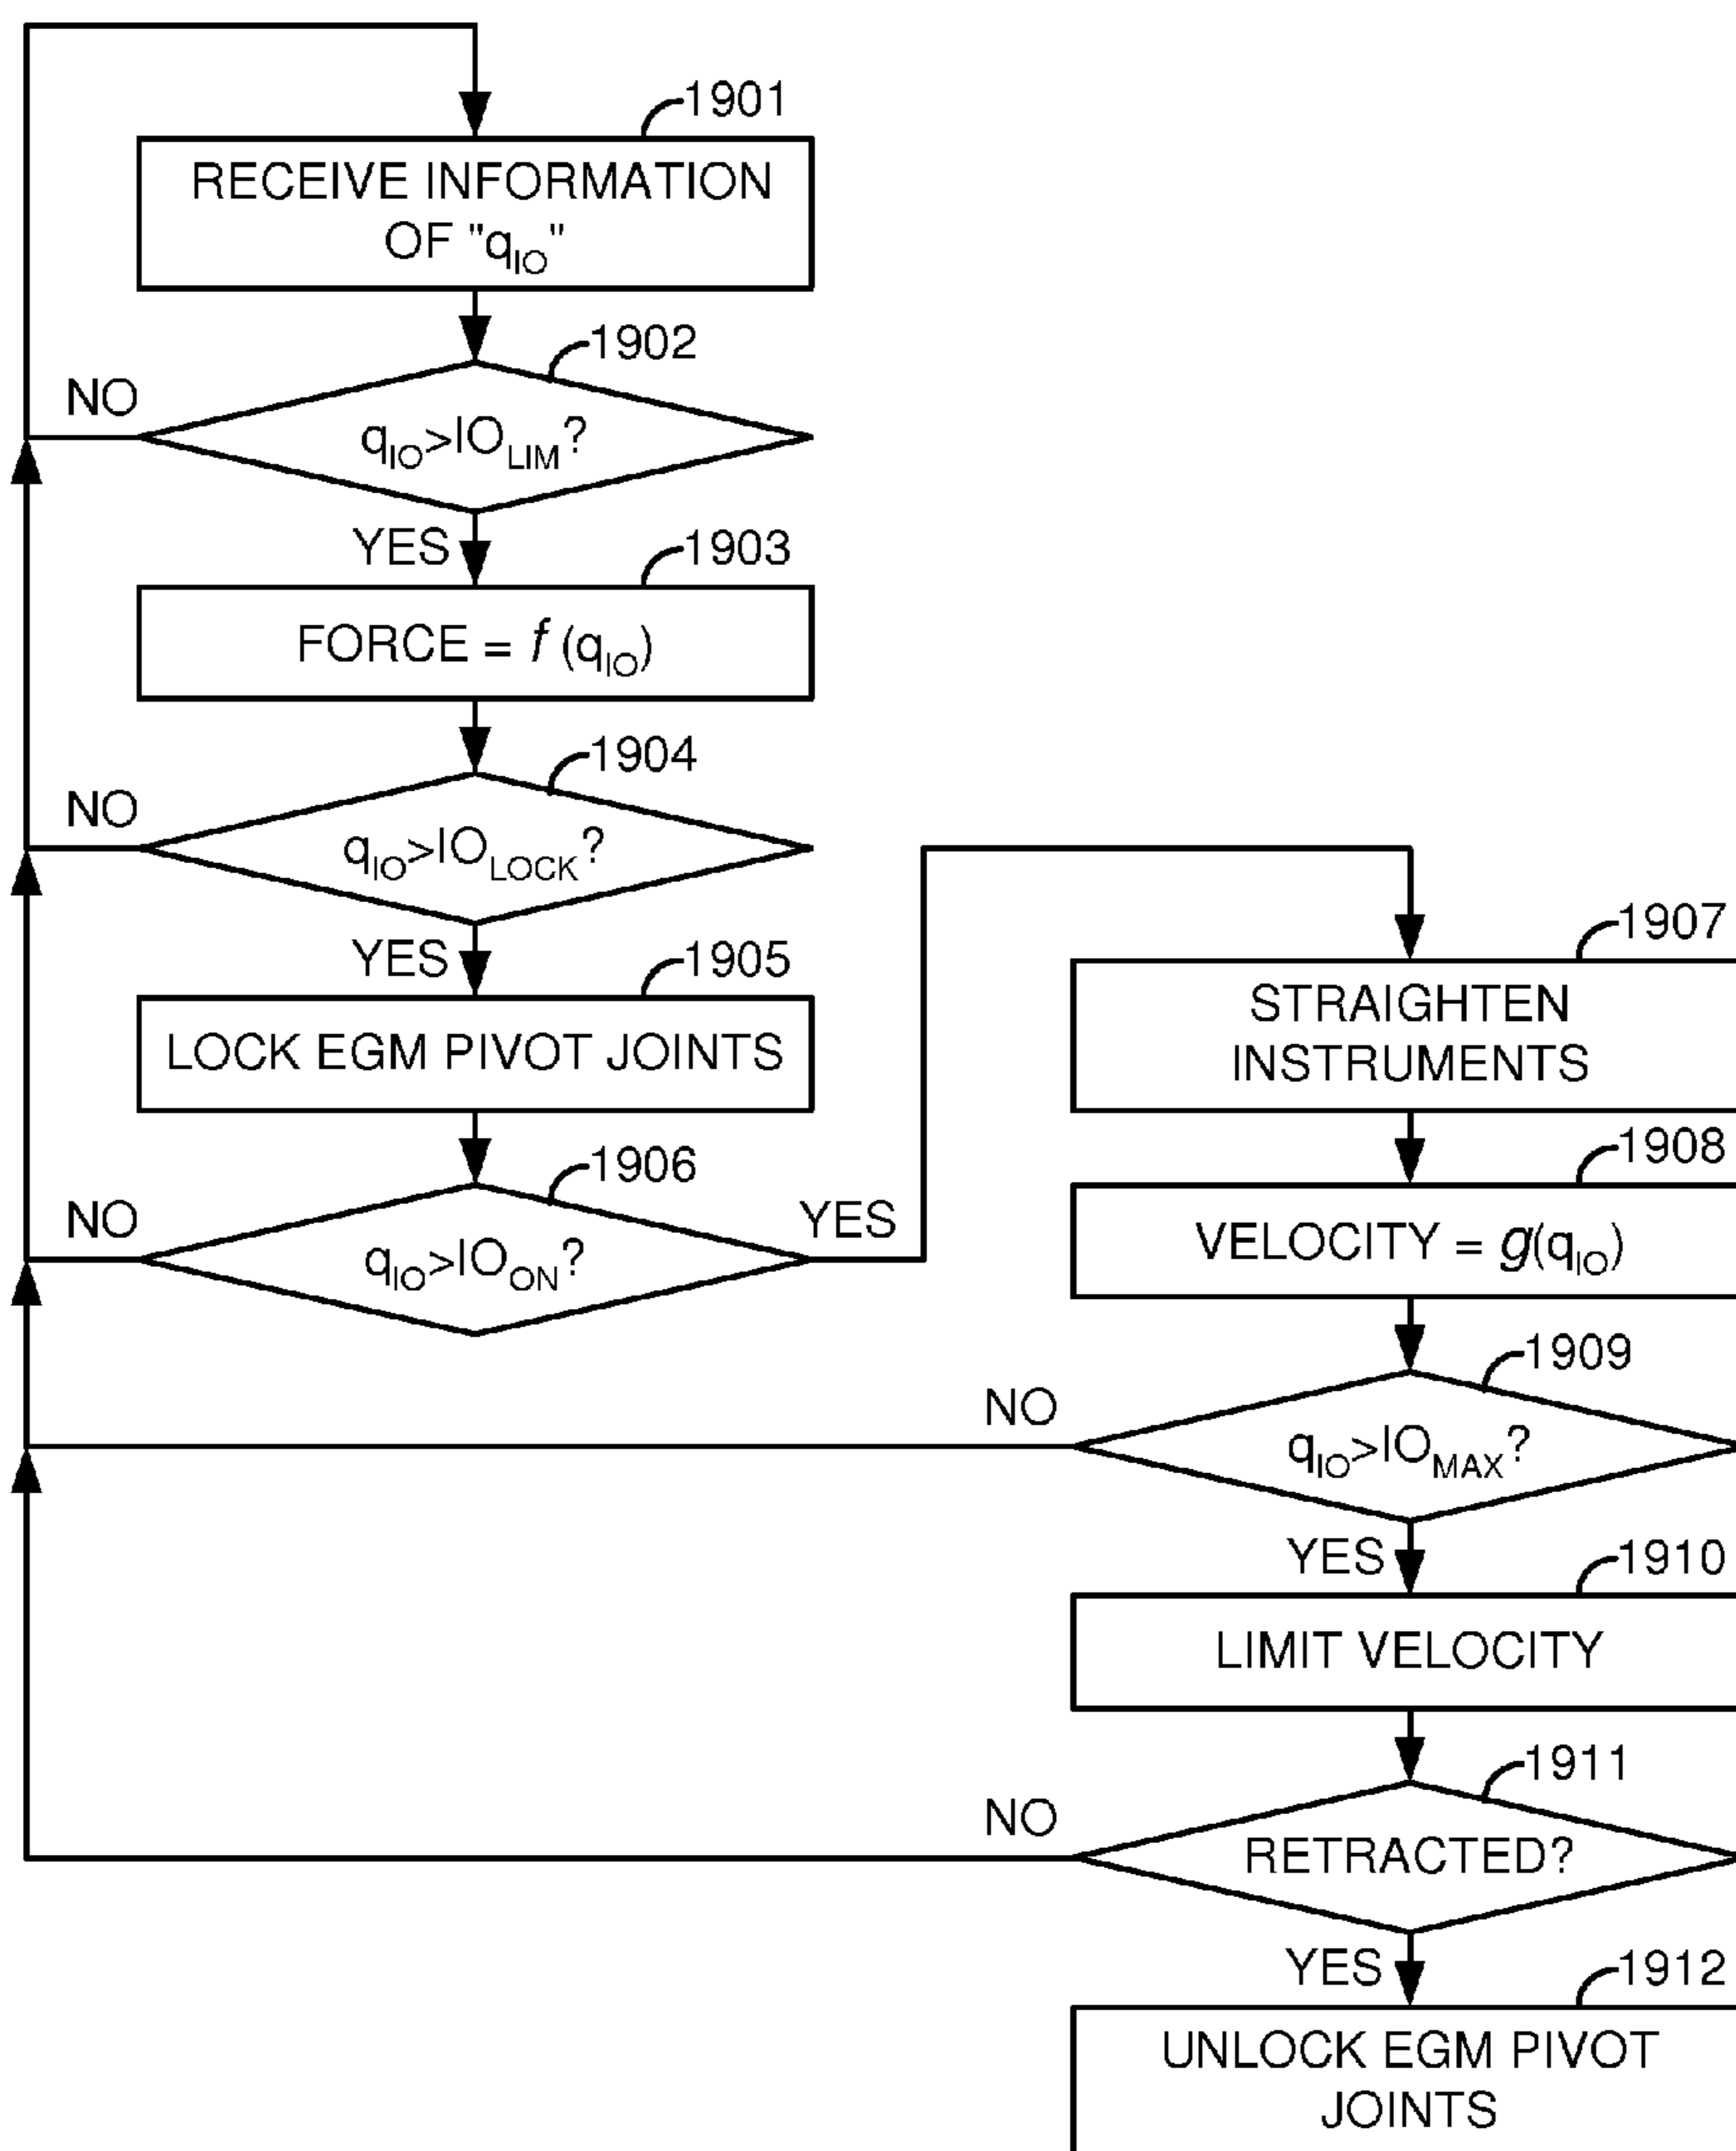 1901
RECEIVE INFORMATION
OF "qIO"
1902
NO
qIO>IOLIM?
YES
1903
FORCE = f (qIO)
1904
NO
qIO>IOLOCK?
YES
1905
LOCK EGM PIVOT JOINTS
1906
NO
YES
qIO>IOON?
1907
STRAIGHTEN
INSTRUMENTS
1908
VELOCITY = g(qIO)
1909
NO
qIO>IOMAX?
YES
1910
LIMIT VELOCITY
1911
NO
RETRACTED?
YES
1912
UNLOCK EGM PIVOT
JOINTS